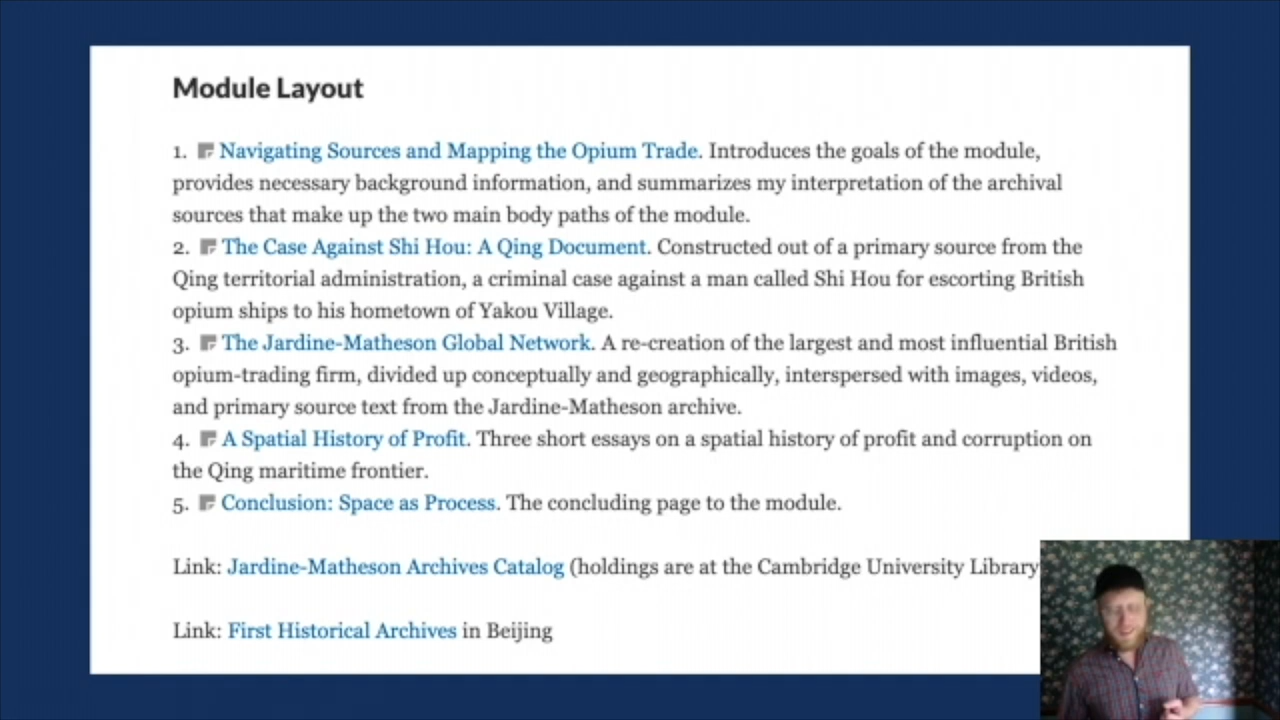 Module Layout
1. Navigating Sources and Mapping the Opium Trade. Introduces the goals of the module,
provides necessary background information, and summarizes my interpretation of the archival
sources that make up the two main body paths of the module.
2. The Case Against Shi Hou: A Qing Document. Constructed out of a primary source from the
Qing territorial administration, a criminal case against a man called Shi Hou for escorting British
opium ships to his hometown of Yakou Village.
3. The Jardine-Matheson Global Network. A re-creation of the largest and most influential British
opium-trading firm, divided up conceptually and geographically, interspersed with images, videos,
and primary source text from the Jardine-Matheson archive.
4. A Spatial History of Profit. Three short essays on a spatial history of profit and corruption on
the Qing maritime frontier.
5. Conclusion: Space as Process. The concluding page to the module.
Link: Jardine-Matheson Archives Catalog (holdings are at the Cambridge University Library
Link: First Historical Archives in Beijing